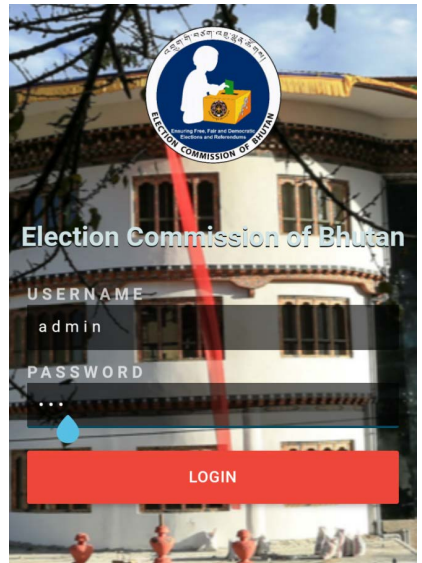 ELECTION COMMISSION OF BHUTAN
Ensuring Free, Fair and Democratic
Elections and Referendums
Election Commission of Bhutan
USERNAME
admin
PASSWORD
...
LOGIN